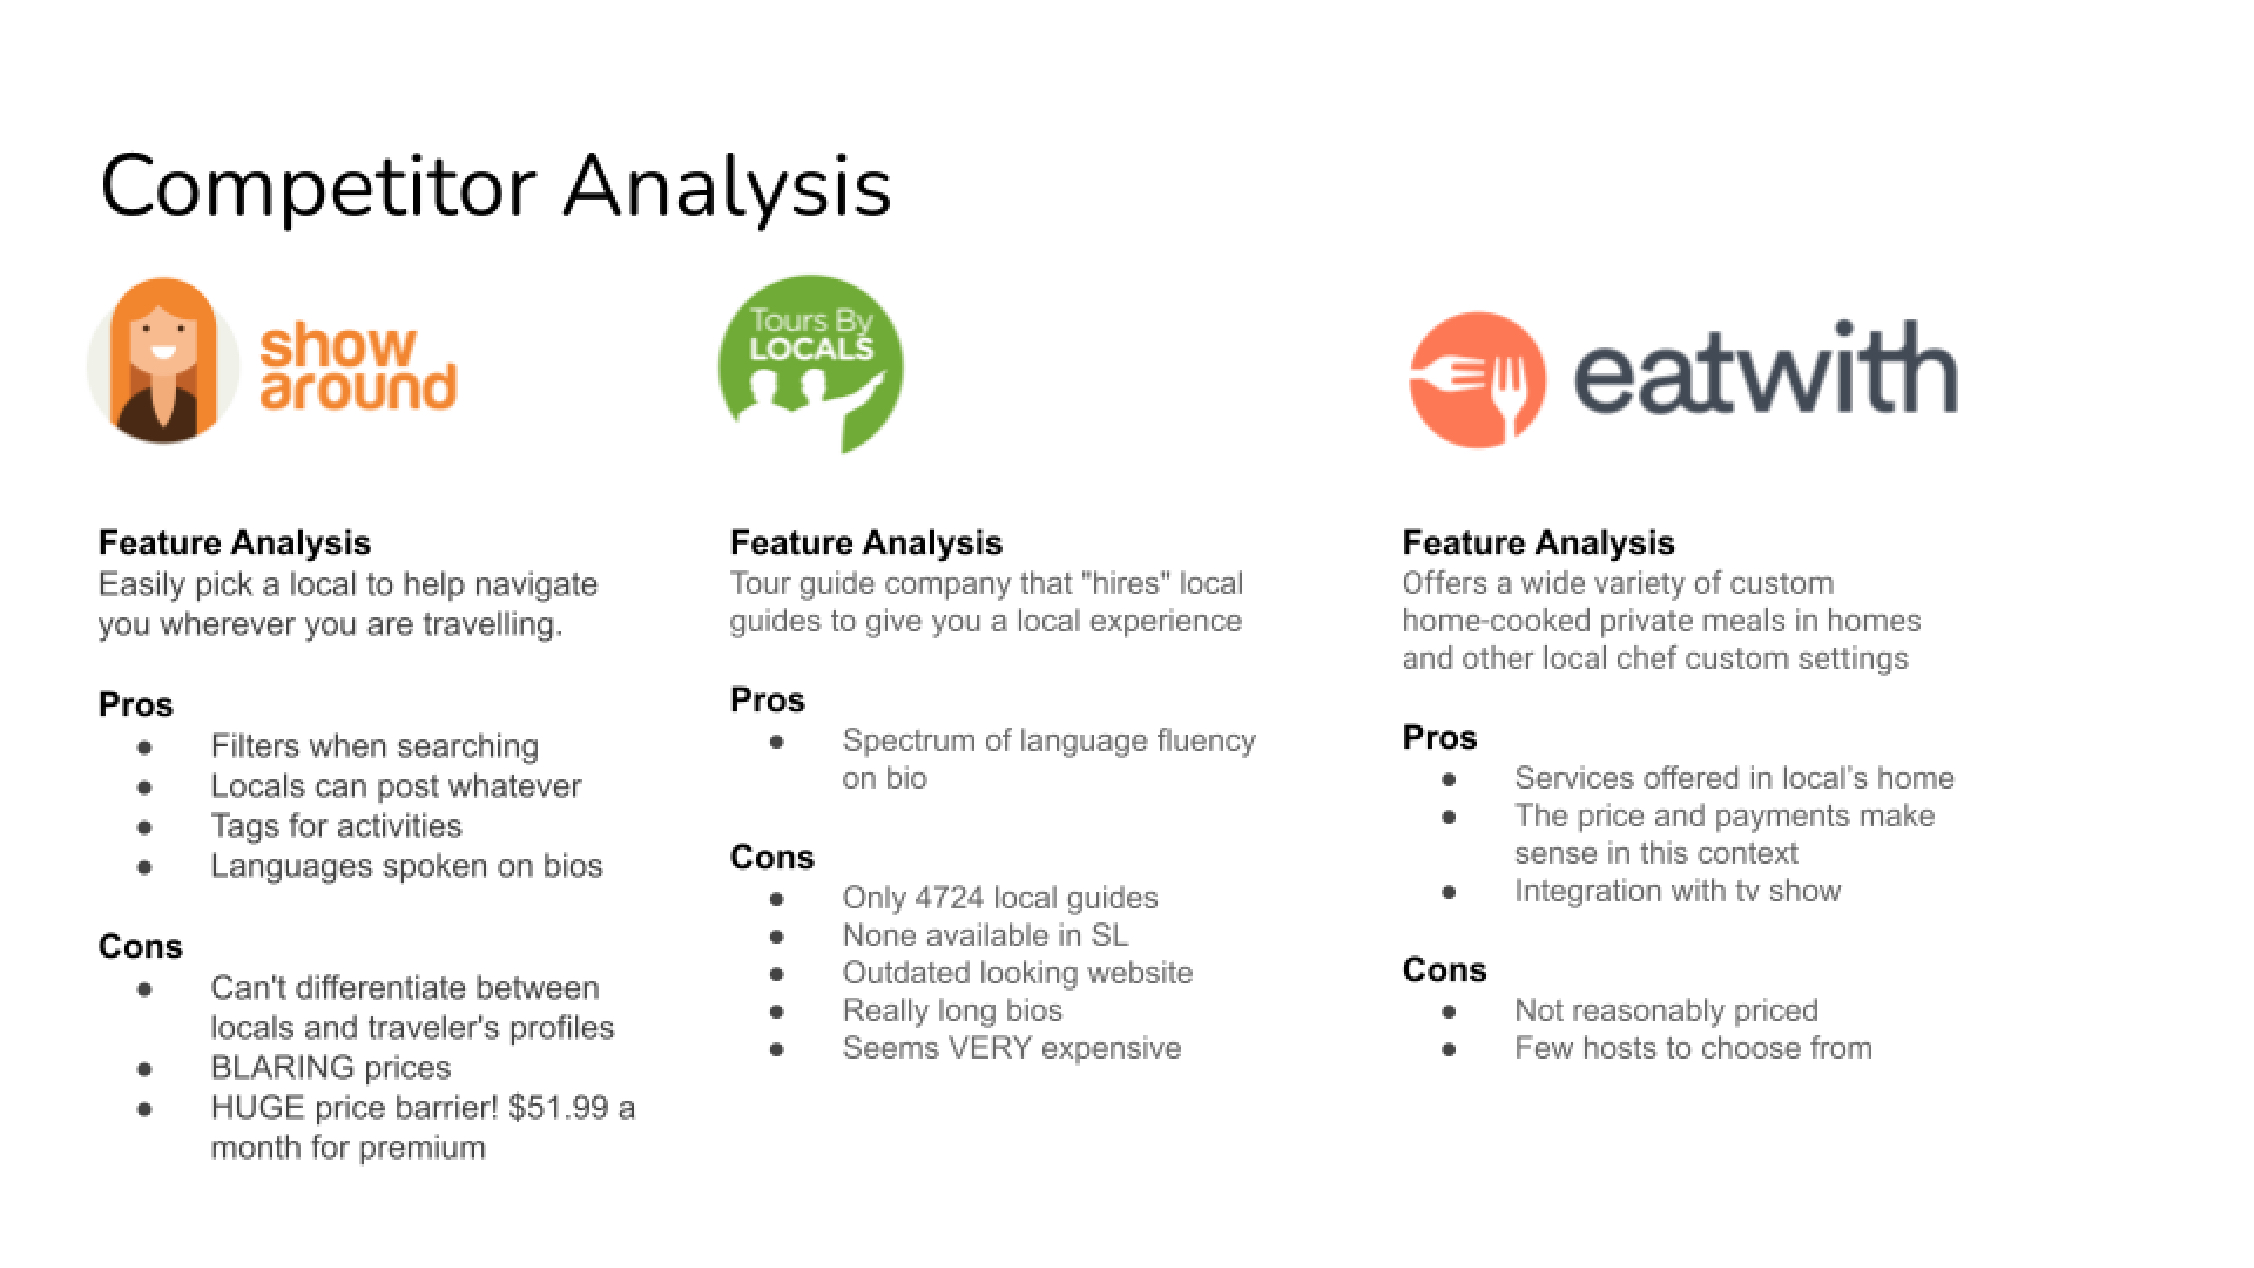 Competitor Analysis
show
around
Feature Analysis
Easily pick a local to help navigate
you wherever you are travelling.
Pros
● Filters when searching
● Locals can post whatever
● Tags for activities
● Languages spoken on bios
Cons
● Can't differentiate between
locals and traveler's profiles
● BLARING prices
● HUGE price barrier! $51.99 a
month for premium
Tours By
LOCALS
Feature Analysis
Tour guide company that "hires" local
guides to give you a local experience
Pros
● Spectrum of language fluency
on bio
Cons
● Only 4724 local guides
● None available in SL
● Outdated looking website
● Really long bios
● Seems VERY expensive
eatwith
Feature Analysis
Offers a wide variety of custom
home-cooked private meals in homes
and other local chef custom settings
Pros
● Services offered in local's home
● The price and payments make
sense in this context
● Integration with tv show
Cons
● Not reasonably priced
● Few hosts to choose from